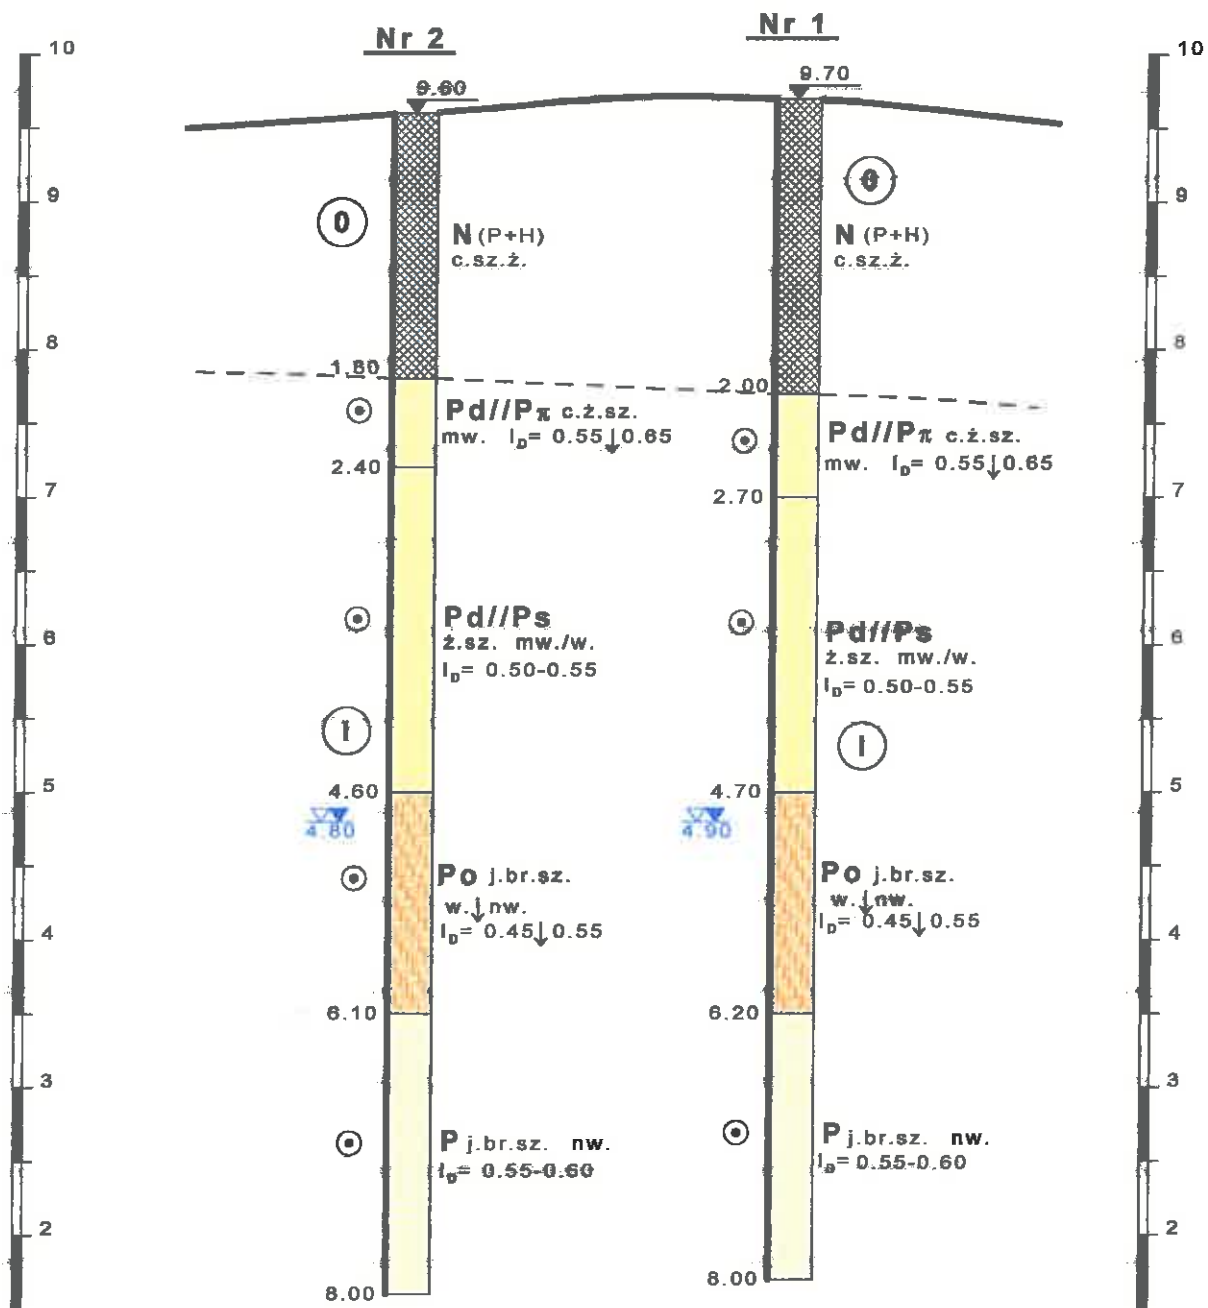 Nr 2
Nr 1
10
10
9.60
9.70
9
9
0
0
N (P+H)
c.sz.ż.
N (P+H)
c.sz.ż.
8
8
1.80
2.00
Pd//Pπ c.ż.sz.
mw. ID= 0.55↓0.65
Pd//Pπ c.ż.sz.
mw. ID= 0.55↓0.65
2.40
2.70
7
7
Pd//Ps
ż.sz. mw./w.
ID= 0.50-0.55
Pd//Ps
ż.sz. mw./w.
ID= 0.50-0.55
6
6
I
I
5
5
4.60
4.70
4.80
4.90
Po j.br.sz.
w.↓nw.
ID= 0.45↓0.55
Po j.br.sz.
w.↓nw.
ID= 0.45↓0.55
4
4
6.10
6.20
3
3
P j.br.sz. nw.
ID= 0.55-0.60
P j.br.sz. nw.
ID= 0.55-0.60
2
2
8.00
8.00